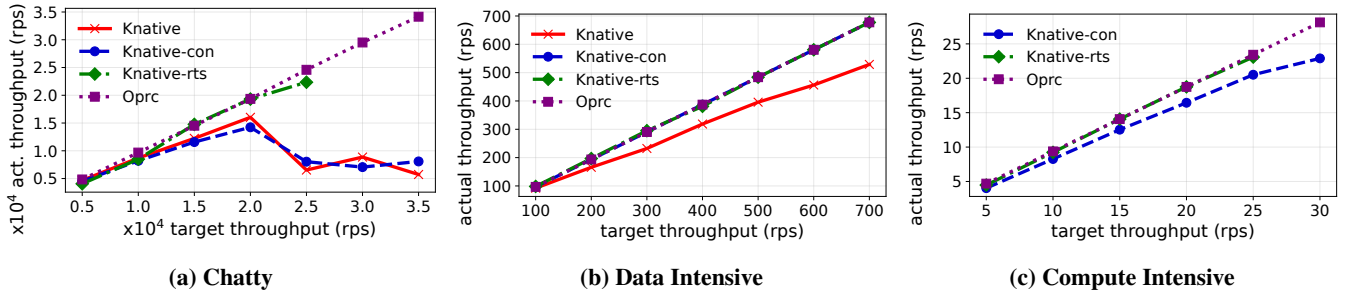 x10⁴ act. throughput (rps)
3.5
3.0
2.5
2.0
1.5
1.0
0.5
Knative
Knative-con
Knative-rts
Oprc
0.5 1.0 1.5 2.0 2.5 3.0 3.5
x10⁴ target throughput (rps)
(a) Chatty
actual throughput (rps)
700
600
500
400
300
200
100
Knative
Knative-con
Knative-rts
Oprc
100 200 300 400 500 600 700
target throughput (rps)
(b) Data Intensive
actual throughput (rps)
25
20
15
10
5
Knative-con
Knative-rts
Oprc
5 10 15 20 25 30
target throughput (rps)
(c) Compute Intensive